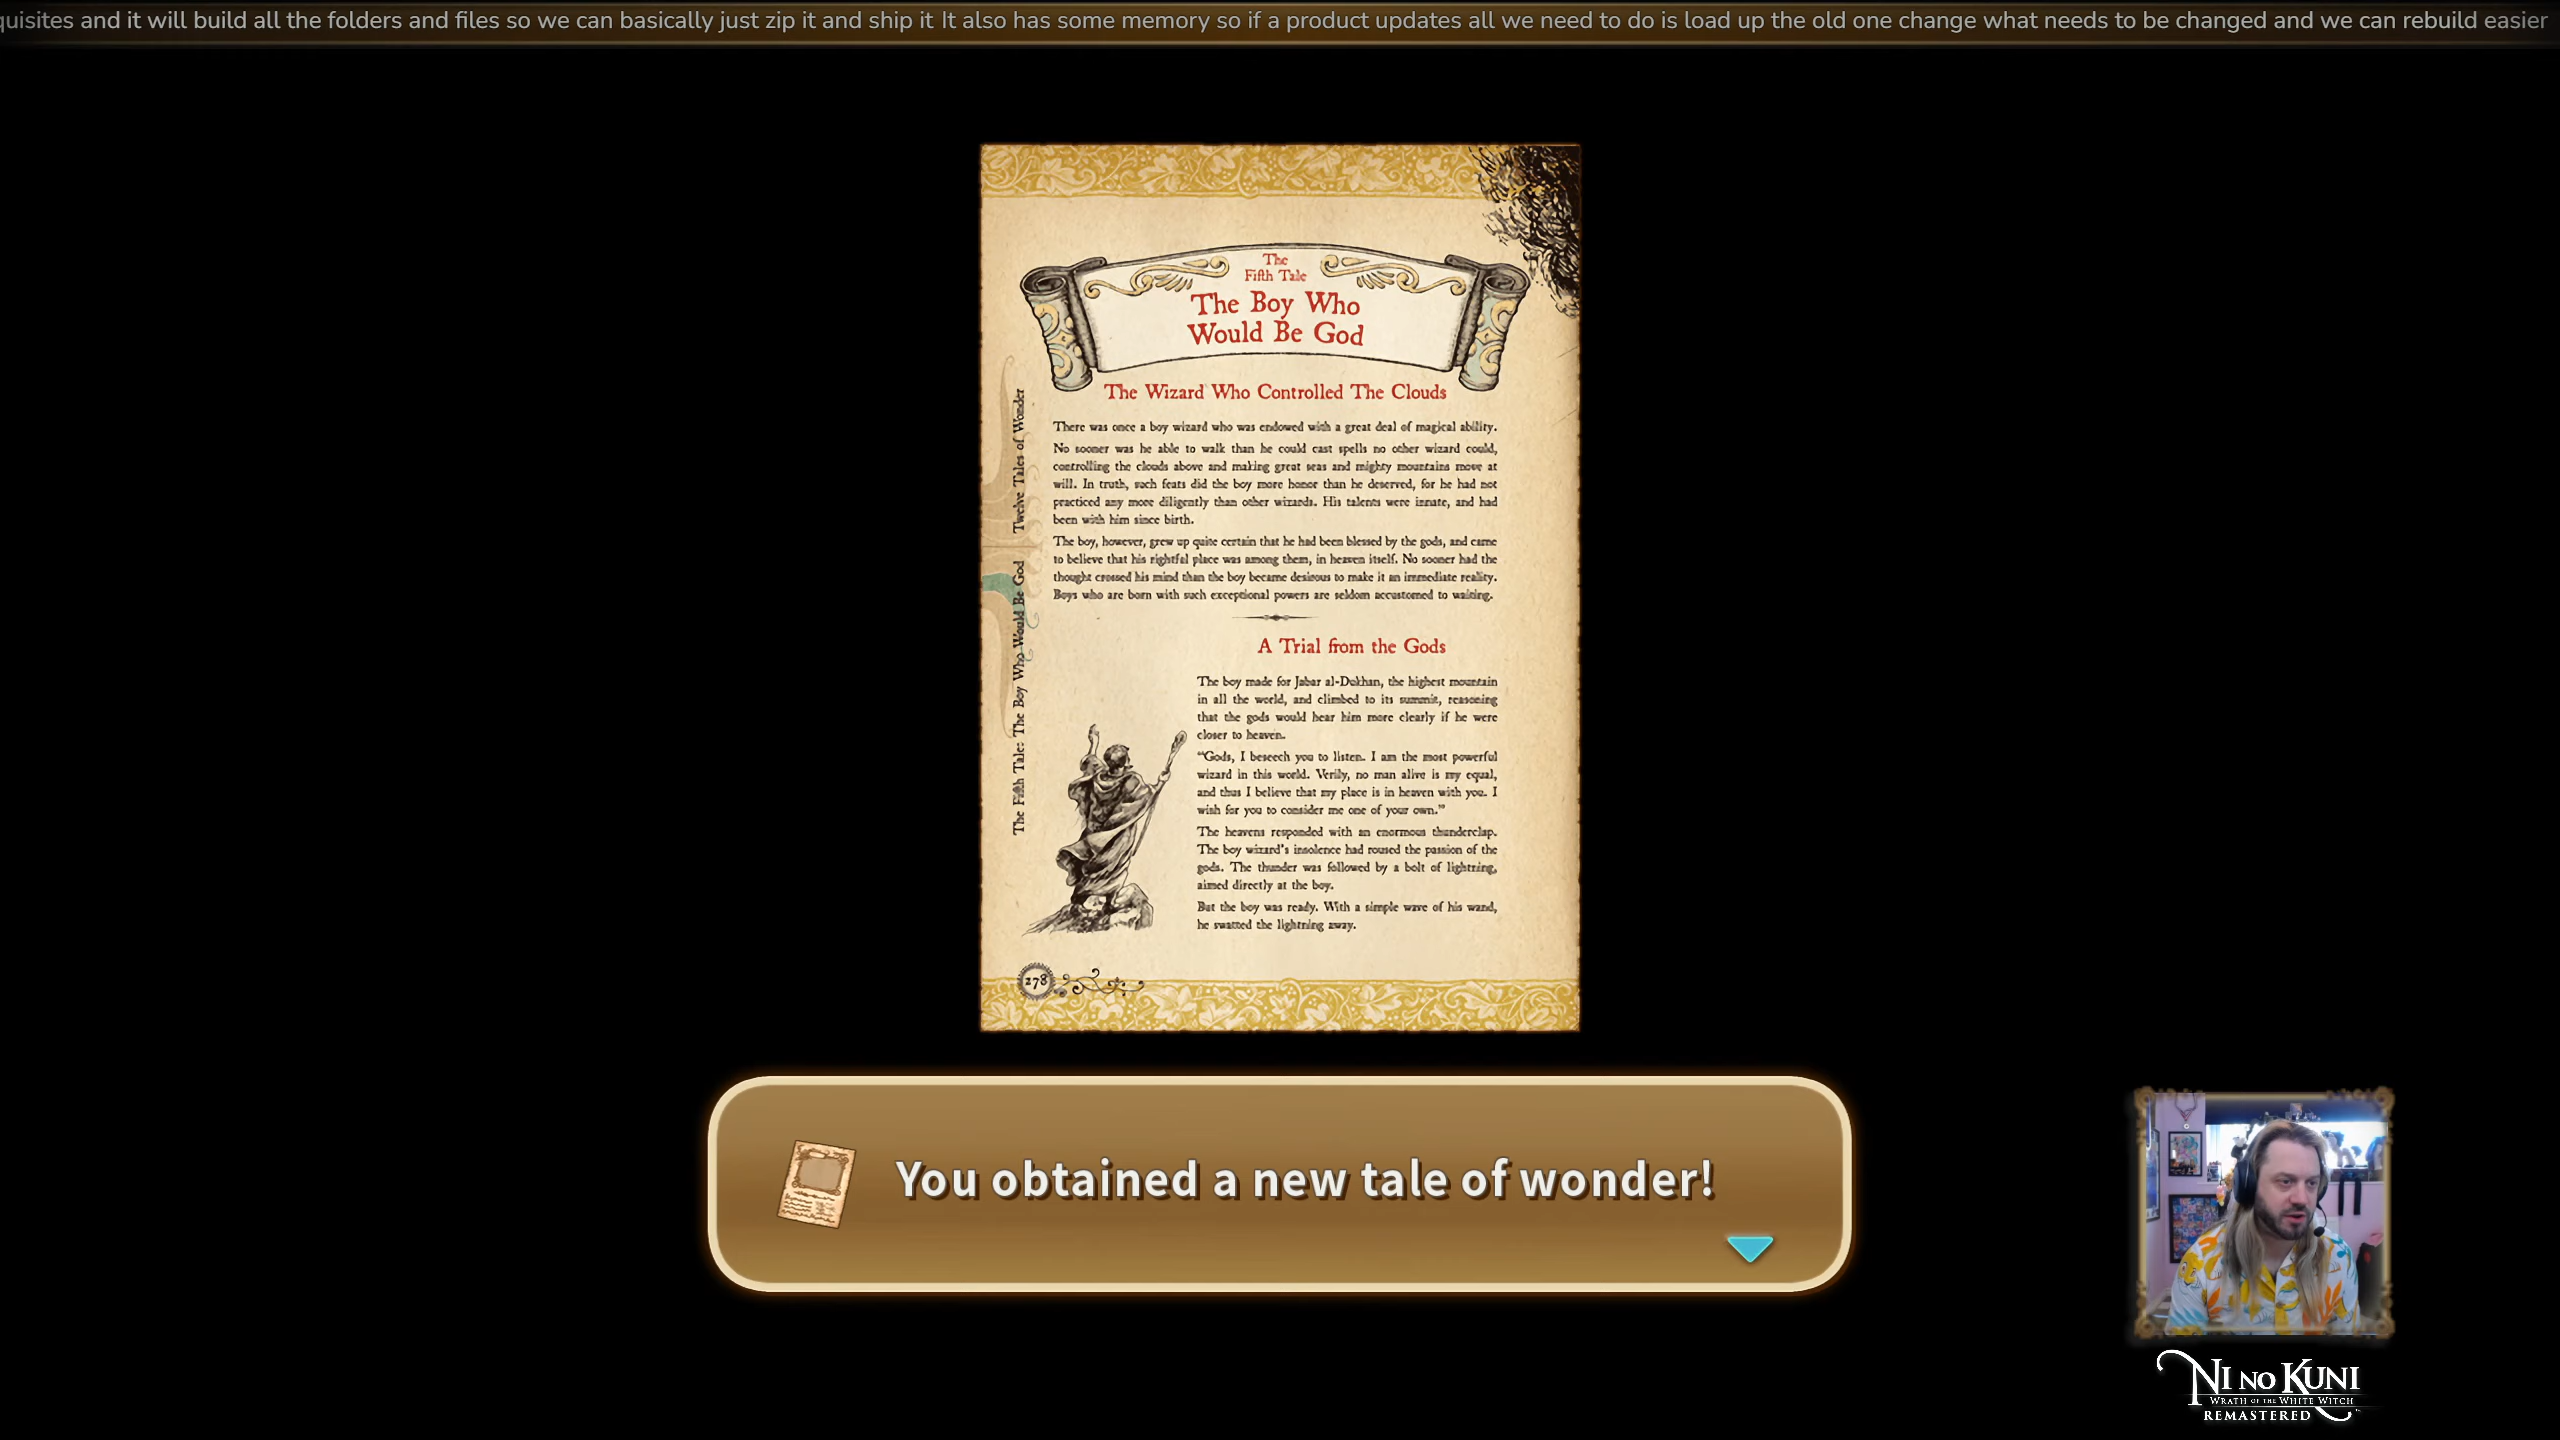 quisites and it will build all the folders and files so we can basically just zip it and ship it It also has some memory so if a product updates all we need to do is load up the old one change what needs to be changed and we can rebuild easier
The
Fifth Tale
The Boy Who
Would Be God
The Wizard Who Controlled The Clouds
There was once a boy wizard who was endowed with a great deal of magical ability.
No sooner was he able to walk than he could cast spells no other wizard could,
controlling the clouds above and making great seas and mighty mountains move at
will. In truth, such feats did the boy more honor than he deserved, for he had not
practiced any more diligently than other wizards. His talents were innate, and had
been with him since birth.
The boy, however, grew up quite certain that he had been blessed by the gods, and came
to believe that his rightful place was among them, in heaven itself. No sooner had the
thought crossed his mind than the boy became desirous to make it an immediate reality.
Boys who are born with such exceptional powers are seldom accustomed to waiting.
A Trial from the Gods
The boy made for Jabar al-Dukhan, the highest mountain
in all the world, and climbed to its summit, reasoning
that the gods would hear him more clearly if he were
closer to heaven.
"Gods, I beseech you to listen. I am the most powerful
wizard in this world. Verily, no man alive is my equal,
and thus I believe that my place is in heaven with you. I
wish for you to consider me one of your own."
The heavens responded with an enormous thunderclap.
The boy wizard's insolence had roused the passion of the
gods. The thunder was followed by a bolt of lightning,
aimed directly at the boy.
But the boy was ready. With a simple wave of his wand,
he swatted the lightning away.
The Fifth Tale: The Boy Who Would Be God Twelve Tales of Wonder
278
You obtained a new tale of wonder!
NI NO KUNI
WRATH OF THE WHITE WITCH
REMASTERED